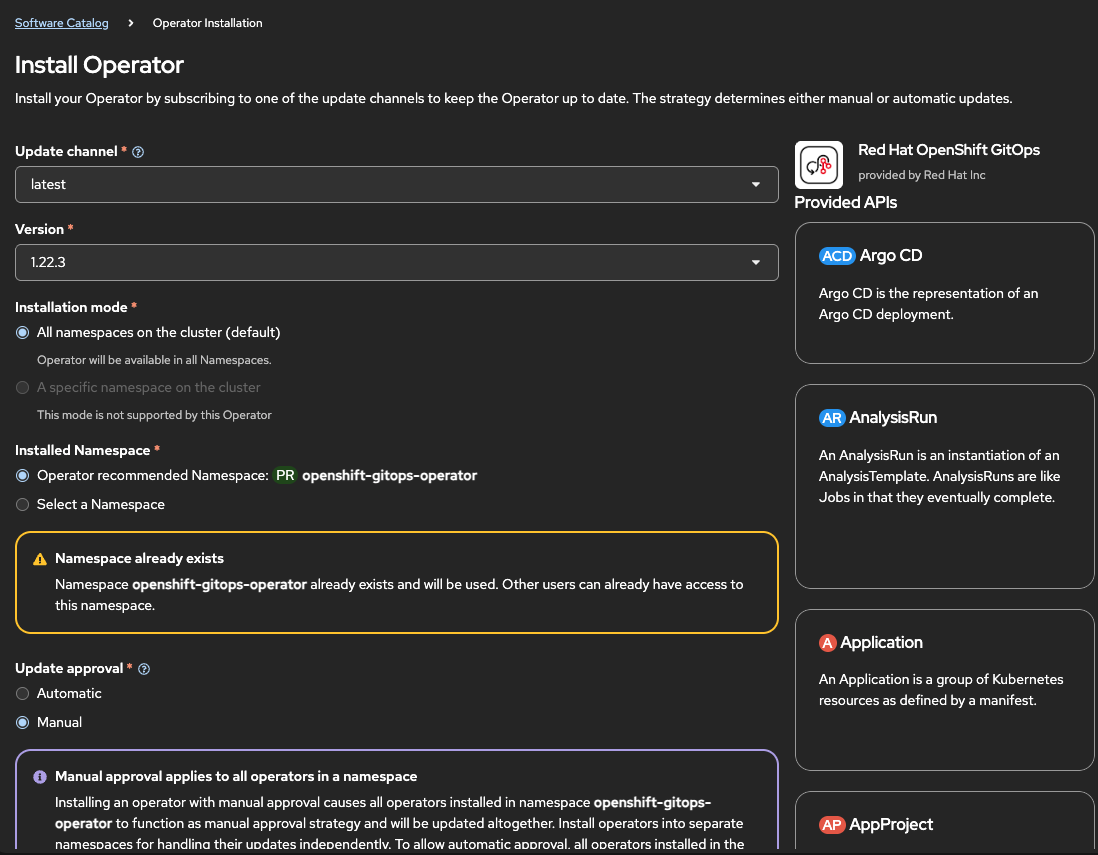 Software Catalog > Operator Installation
Install Operator
Install your Operator by subscribing to one of the update channels to keep the Operator up to date. The strategy determines either manual or automatic updates.
Update channel *
latest
Version *
1.22.3
Installation mode *
All namespaces on the cluster (default)
Operator will be available in all Namespaces.
A specific namespace on the cluster
This mode is not supported by this Operator
Installed Namespace *
Operator recommended Namespace: PR openshift-gitops-operator
Select a Namespace
Namespace already exists
Namespace openshift-gitops-operator already exists and will be used. Other users can already have access to
this namespace.
Update approval *
Automatic
Manual
Manual approval applies to all operators in a namespace
Installing an operator with manual approval causes all operators installed in namespace openshift-gitops-
operator to function as manual approval strategy and will be updated altogether. Install operators into separate
namespaces for handling their updates independently. To allow automatic approval, all operators installed in the
Red Hat OpenShift GitOps
provided by Red Hat Inc
Provided APIs
ACD Argo CD
Argo CD is the representation of an
Argo CD deployment.
AR AnalysisRun
An AnalysisRun is an instantiation of an
AnalysisTemplate. AnalysisRuns are like
Jobs in that they eventually complete.
A Application
An Application is a group of Kubernetes
resources as defined by a manifest.
AP AppProject